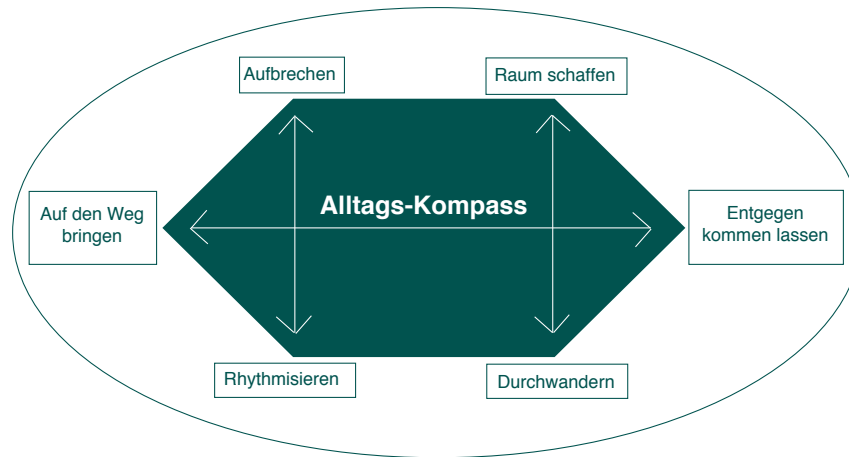 Aufbrechen
Raum schaffen
Alltags-Kompass
Auf den Weg
bringen
Entgegen
kommen lassen
Rhythmisieren
Durchwandern